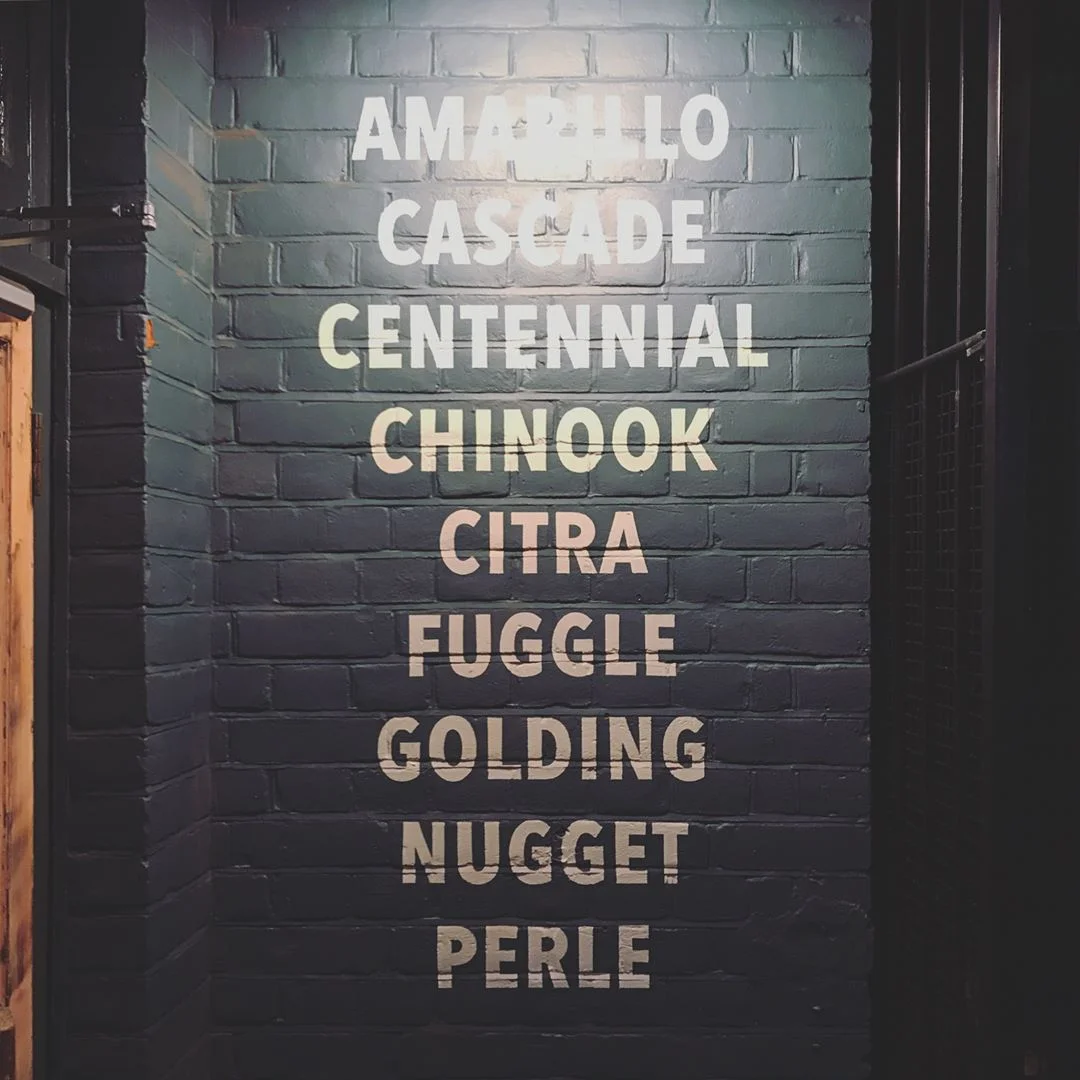 AMARILLO
CASCADE
CENTENNIAL
CHINOOK
CITRA
FUGGLE
GOLDING
NUGGET
PERLE